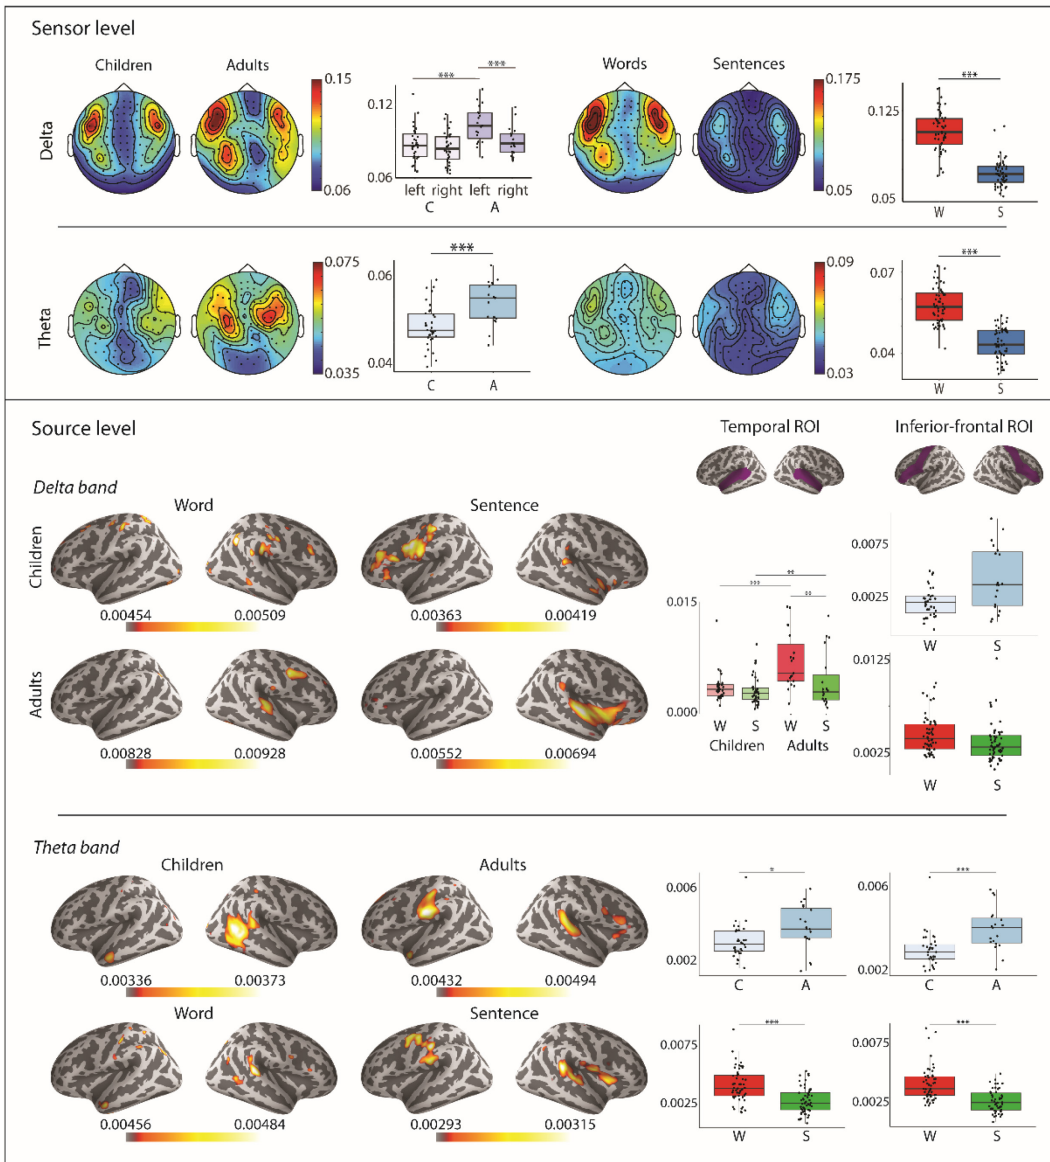 Sensor level
Children Adults Words Sentences
Delta
0.15
0.06
***
***
0.12
0.06
left right left right
C A
0.175
0.05
***
0.125
0.05
W S
Theta
0.075
0.035
***
0.06
0.04
C A
0.09
0.03
***
0.07
0.04
W S
Source level
Temporal ROI Inferior-frontal ROI
Delta band
Word Sentence
Children
0.00454 0.00509 0.00363 0.00419
Adults
0.00828 0.00928 0.00552 0.00694
**
***
**
0.015
0.000
W S W S
Children Adults
0.0075
0.0025
W S
0.0125
0.0025
W S
Theta band
Children Adults
0.00336 0.00373 0.00432 0.00494
Word Sentence
0.00456 0.00484 0.00293 0.00315
*
0.006
0.002
C A
***
0.006
0.002
C A
***
0.0075
0.0025
W S
***
0.0075
0.0025
W S